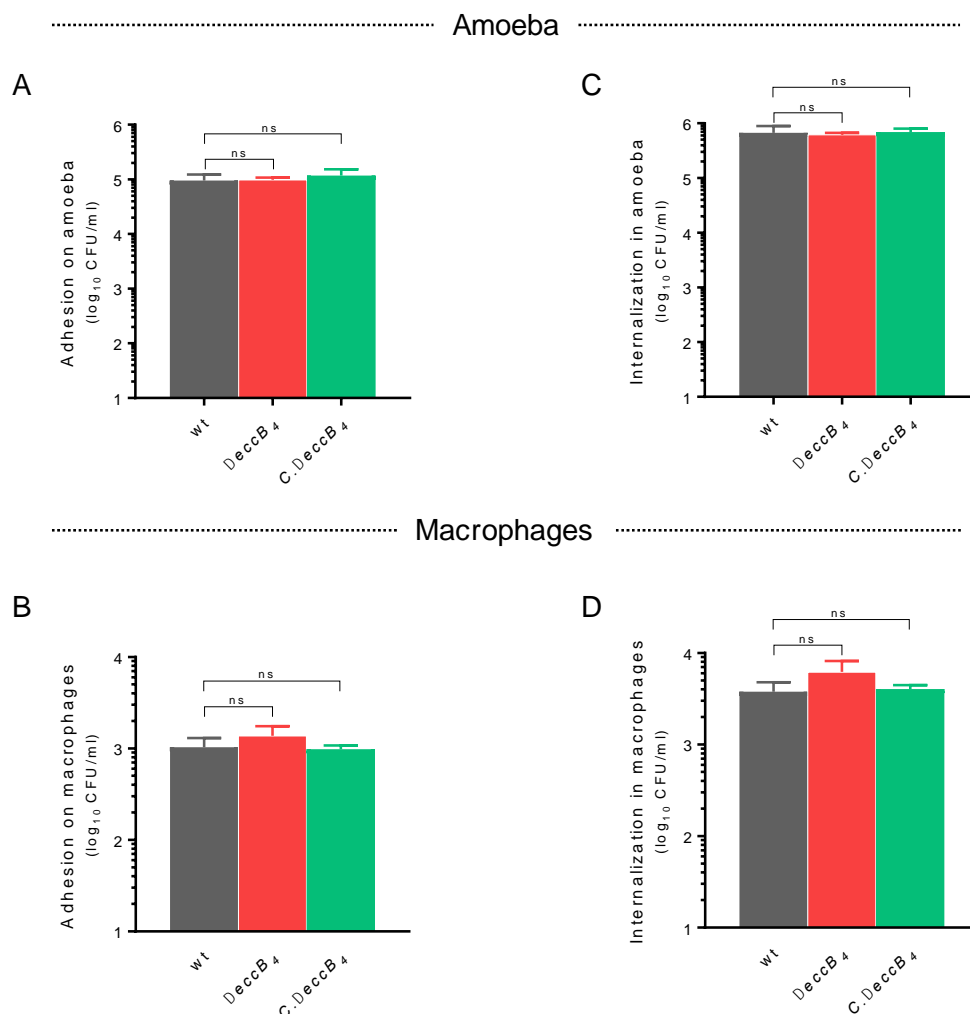 Amoeba
A
ns
ns
6
5
4
3
2
1
Adhesion on amoeba
(log₁₀ CFU/ml)
wt
DeccB₄
C.DeccB₄
C
ns
ns
6
5
4
3
2
1
Internalization in amoeba
(log₁₀ CFU/ml)
wt
DeccB₄
C.DeccB₄
Macrophages
B
ns
ns
4
3
2
1
Adhesion on macrophages
(log₁₀ CFU/ml)
wt
DeccB₄
C.DeccB₄
D
ns
ns
4
3
2
1
Internalization in macrophages
(log₁₀ CFU/ml)
wt
DeccB₄
C.DeccB₄